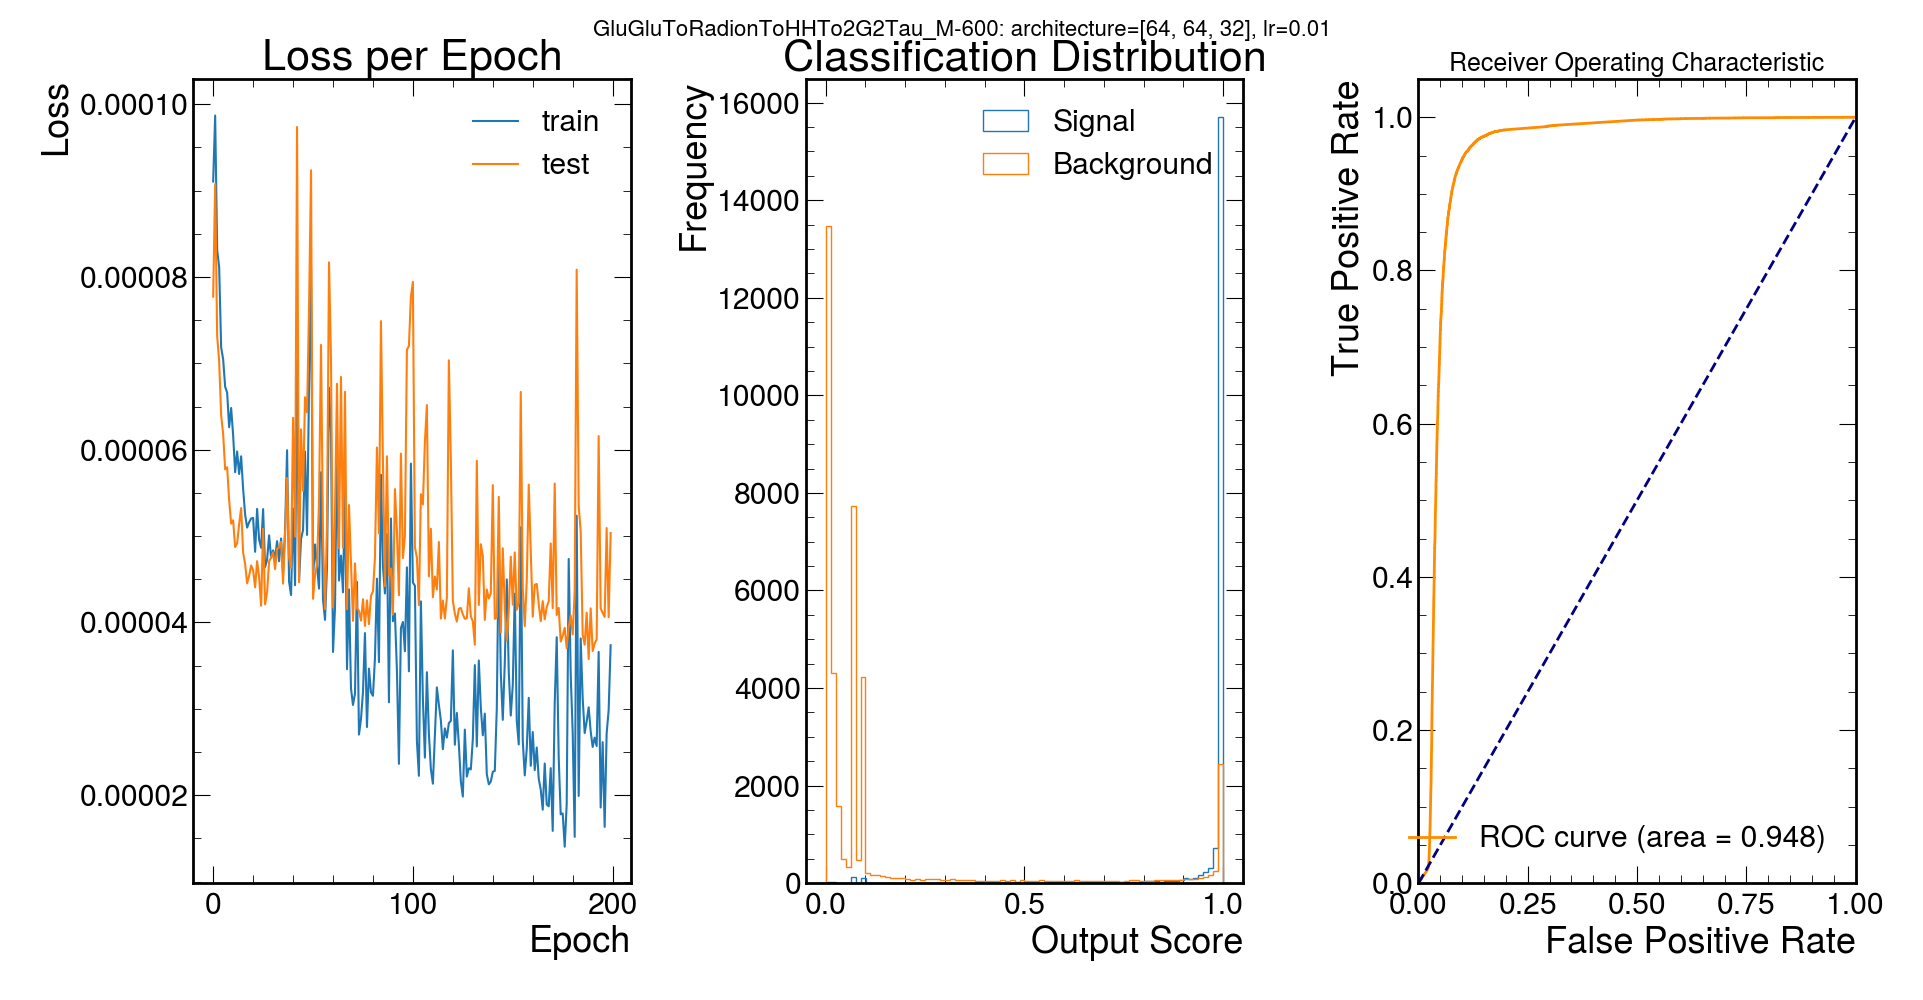 GluGluToRadionToHHTo2G2Tau_M-600: architecture=[64, 64, 32], lr=0.01
Loss per Epoch
Loss
0.00010
0.00008
0.00006
0.00004
0.00002
train
test
0 100 200
Epoch
Classification Distribution
Frequency
16000
14000
12000
10000
8000
6000
4000
2000
0
Signal
Background
0.0 0.5 1.0
Output Score
Receiver Operating Characteristic
True Positive Rate
1.0
0.8
0.6
0.4
0.2
0.0
ROC curve (area = 0.948)
0.00 0.25 0.50 0.75 1.00
False Positive Rate